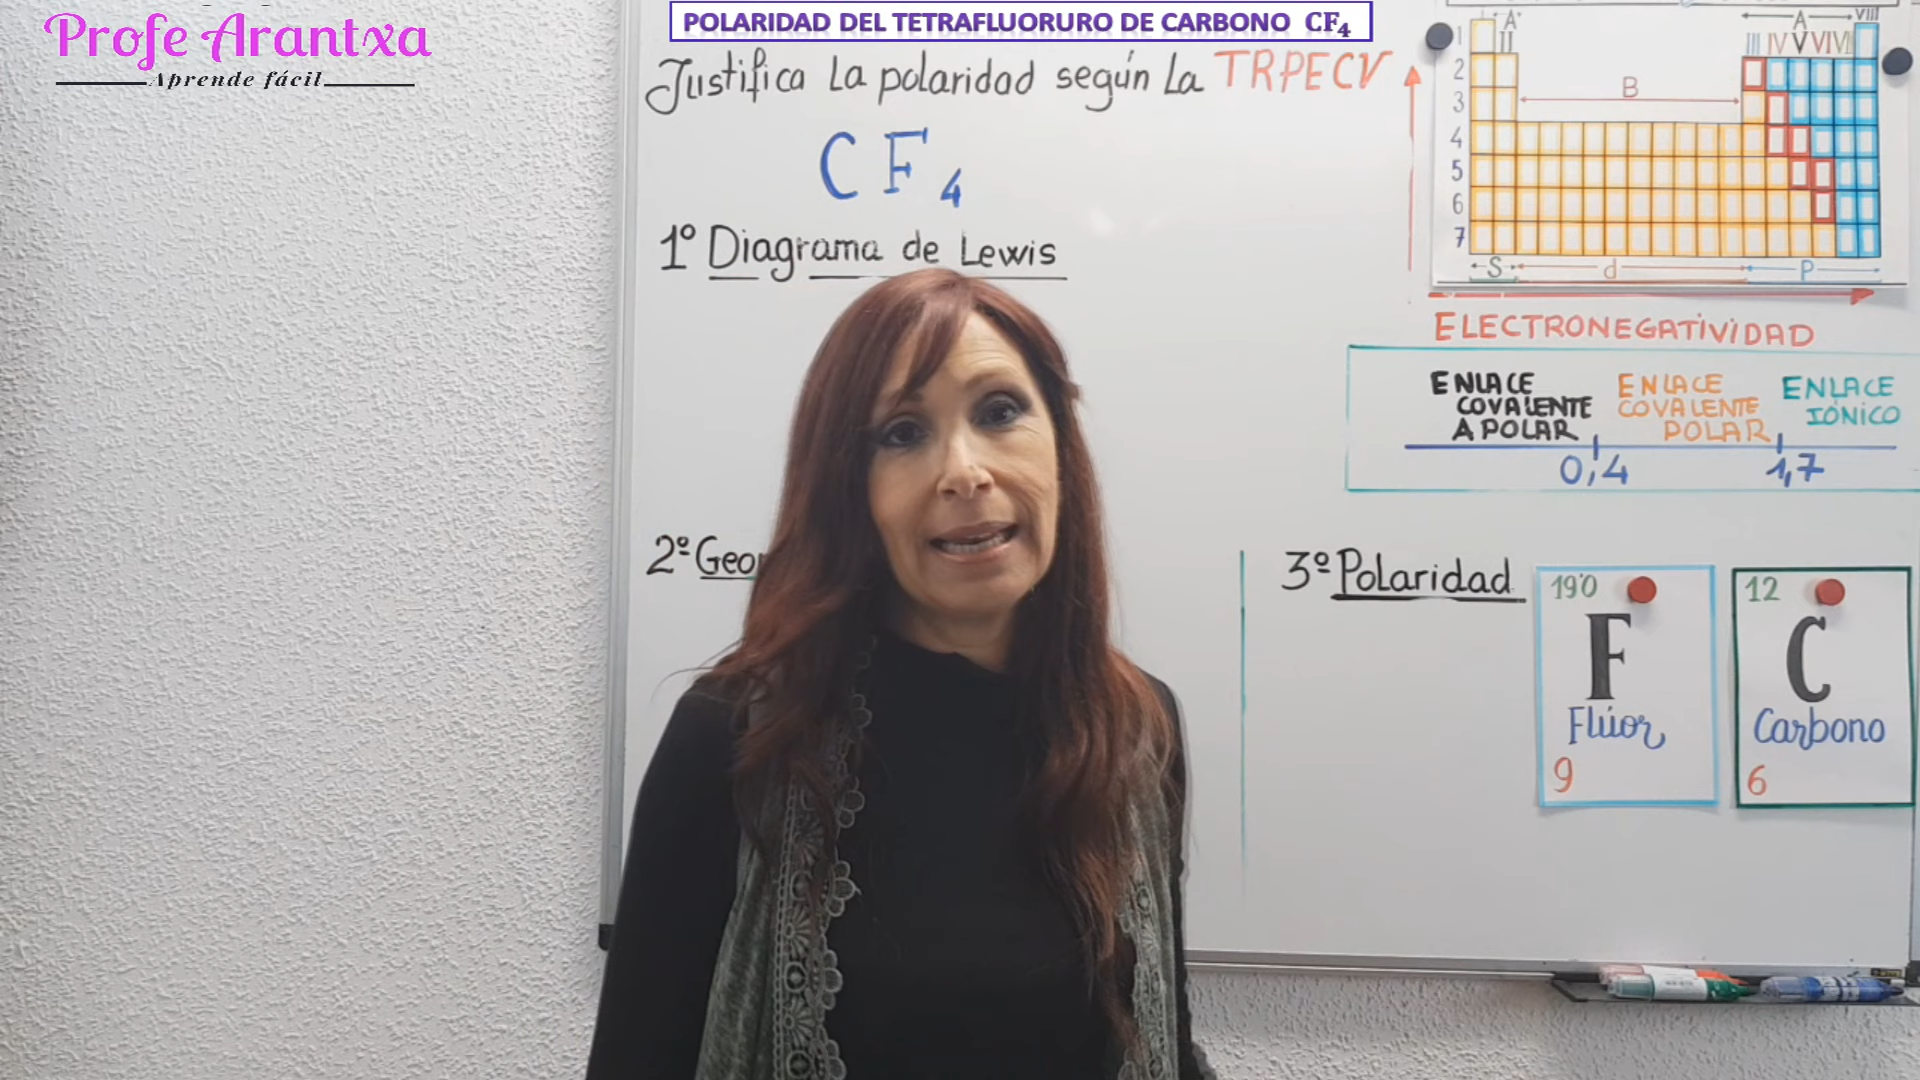 Profe Arantxa
Aprende fácil
POLARIDAD DEL TETRAFLUORURO DE CARBONO CF₄
Justifica la polaridad según la TRPECV
CF₄
1º Diagrama de Lewis
2º Geo
3º Polaridad
A
II
A
VIII
III IV V VI VII
1
2
3
4
5
6
7
B
S
d
P
ELECTRONEGATIVIDAD
ENLACE COVALENTE APOLAR
ENLACE COVALENTE POLAR
ENLACE IÓNICO
0,4
1,7
19'0
F
Flúor
9
12
C
Carbono
6